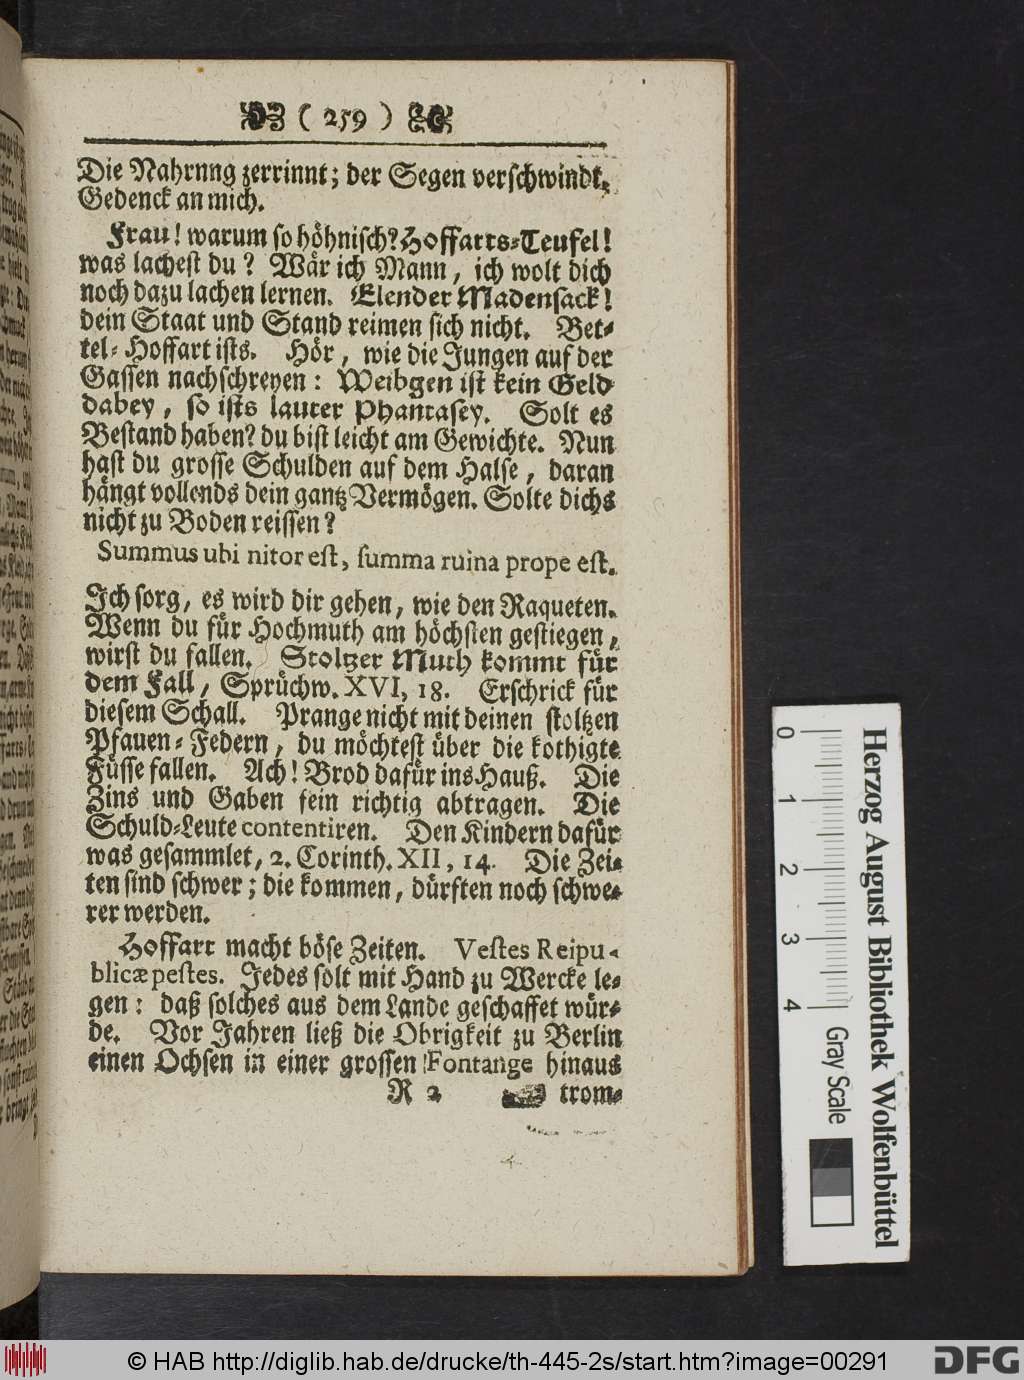 ( 259 )
Die Nahrnng zerrinnt; der Segen verschwindt.
Gedenck an mich.
Frau! warum so höhnisch? Hoffarts-Teufel!
was lachest du? Wär ich Mann, ich wolt dich
noch dazu lachen lernen. Elender Madensack!
dein Staat und Stand reimen sich nicht. Bet-
tel-Hoffart ists. Hör, wie die Jungen auf der
Gassen nachschreyen: Weibgen ist kein Geld
dabey, so ists lauter Phantasey. Solt es
Bestand haben? du bist leicht am Gewichte. Nun
hast du grosse Schulden auf dem Halse, daran
hängt vollends dein gantz Vermögen. Solte dichs
nicht zu Boden reissen?
Summus ubi nitor est, summa ruina prope est.
Ich sorg, es wird dir gehen, wie den Raqueten.
Wenn du für Hochmuth am höchsten gestiegen,
wirst du fallen. Stoltzer Muth kommt für
dem Fall, Sprüchw. XVI, 18. Erschrick für
diesem Schall. Prange nicht mit deinen stoltzen
Pfauen-Federn, du möchtest über die kothigte
Füsse fallen. Ach! Brod dafür ins Hauß. Die
Zins und Gaben fein richtig abtragen. Die
Schuld-Leute contentiren. Den Kindern dafür
was gesammlet, 2. Corinth. XII, 14. Die Zei-
ten sind schwer; die kommen, dürften noch schwe-
rer werden.
Hoffart macht böse Zeiten. Vestes Reipu-
blicæ pestes. Jedes solt mit Hand zu Wercke le-
gen: daß solches aus dem Lande geschaffet wür-
de. Vor Jahren ließ die Obrigkeit zu Berlin
einen Ochsen in einer grossen Fontange hinaus
R 2 trom-
0 1 2 3 4
Gray Scale
Herzog August Bibliothek Wolfenbüttel
© HAB http://diglib.hab.de/drucke/th-445-2s/start.htm?image=00291
DFG